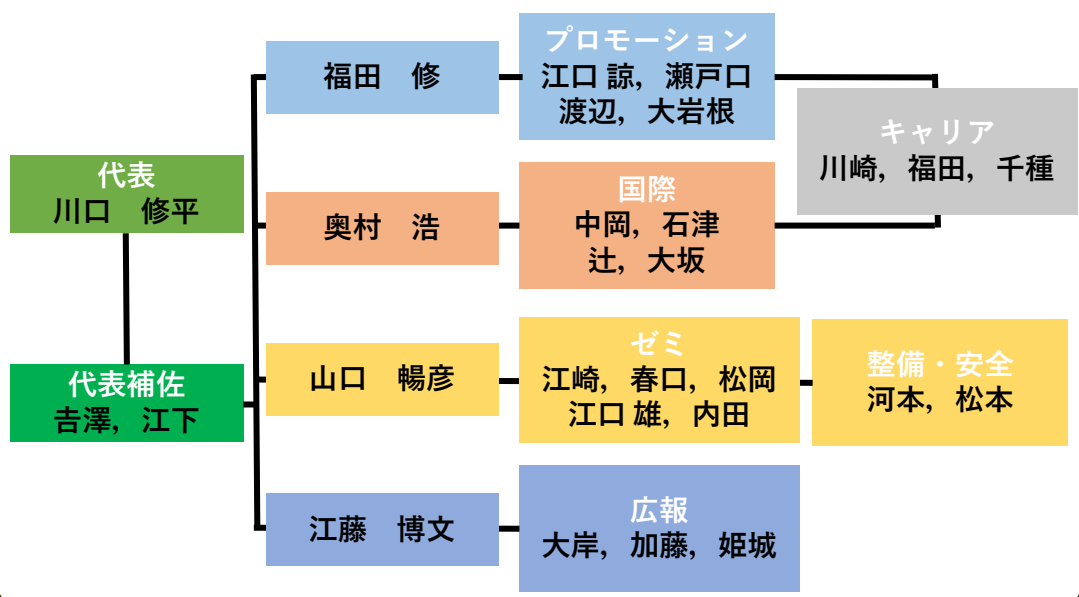 代表
川口　修平
代表補佐
吉澤, 江下
福田　修
プロモーション
江口 諒, 瀬戸口
渡辺, 大岩根
奥村　浩
国際
中岡, 石津
辻, 大坂
キャリア
川崎, 福田, 千種
山口　暢彦
ゼミ
江崎, 春口, 松岡
江口 雄, 内田
整備・安全
河本, 松本
江藤　博文
広報
大岸, 加藤, 姫城